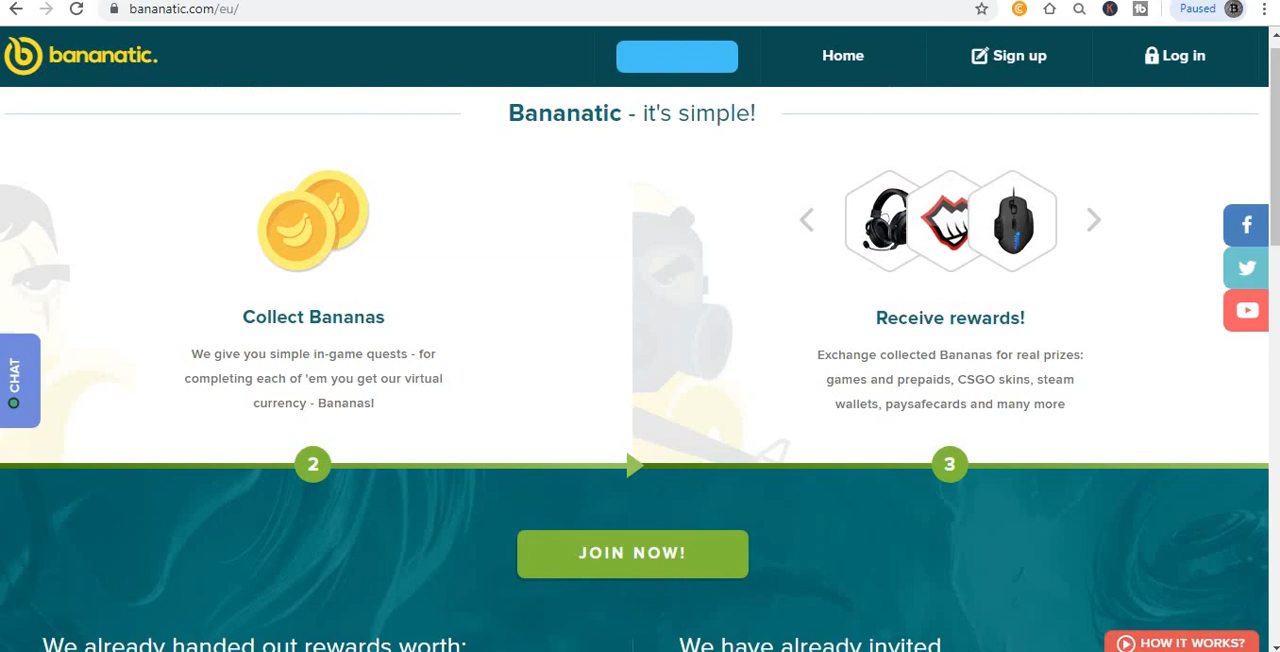 bananatic.com/eu/
Paused
bananatic.
Home
Sign up
Log in
Bananatic - it's simple!
Collect Bananas
We give you simple in-game quests - for
completing each of 'em you get our virtual
currency - Bananas!
Receive rewards!
Exchange collected Bananas for real prizes:
games and prepaids, CSGO skins, steam
wallets, paysafecards and many more
CHAT
2
3
JOIN NOW!
We already handed out rewards worth:
We have already invited
HOW IT WORKS?